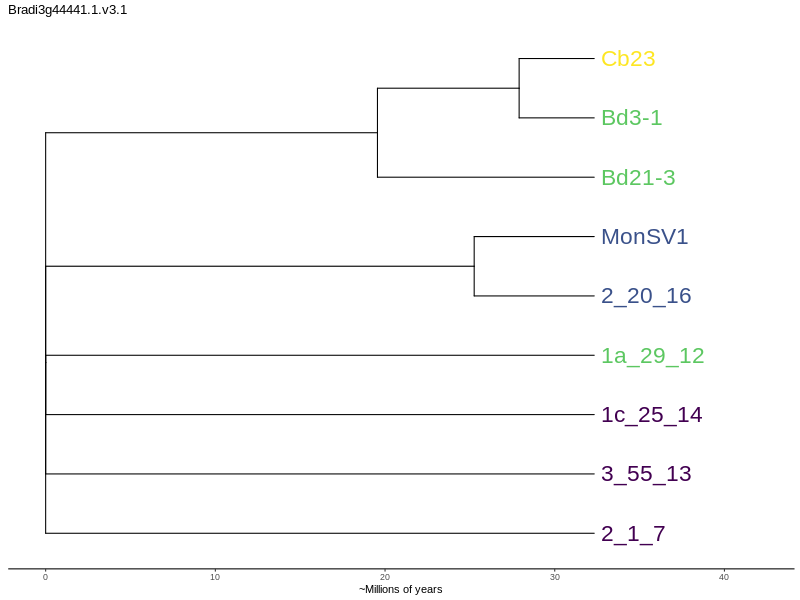 Bradi3g44441.1.v3.1
Cb23
Bd3-1
Bd21-3
MonSV1
2_20_16
1a_29_12
1c_25_14
3_55_13
2_1_7
0 10 20 30 40
~Millions of years